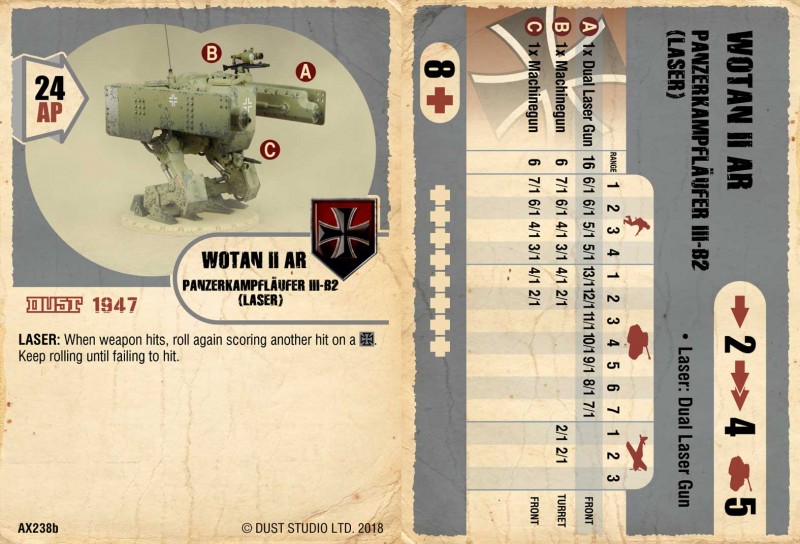 24
AP
B
A
C
WOTAN II AR
PANZERKAMPFLÄUFER III-B2
(LASER)
DUST 1947
LASER: When weapon hits, roll again scoring another hit on a .
Keep rolling until failing to hit.
AX238b
© DUST STUDIO LTD. 2018
WOTAN II AR
PANZERKAMPFLÄUFER III-B2
(LASER)
8
2 4 5
• Laser: Dual Laser Gun
RANGE 1 2 3 4 1 2 3 4 5 6 7 1 2 3
A 1x Dual Laser Gun 16 6/1 6/1 5/1 5/1 13/1 12/1 11/1 10/1 9/1 8/1 7/1 FRONT
B 1x Machinegun 6 7/1 6/1 4/1 3/1 4/1 2/1 2/1 2/1 TURRET
C 1x Machinegun 6 7/1 6/1 4/1 3/1 4/1 2/1 FRONT